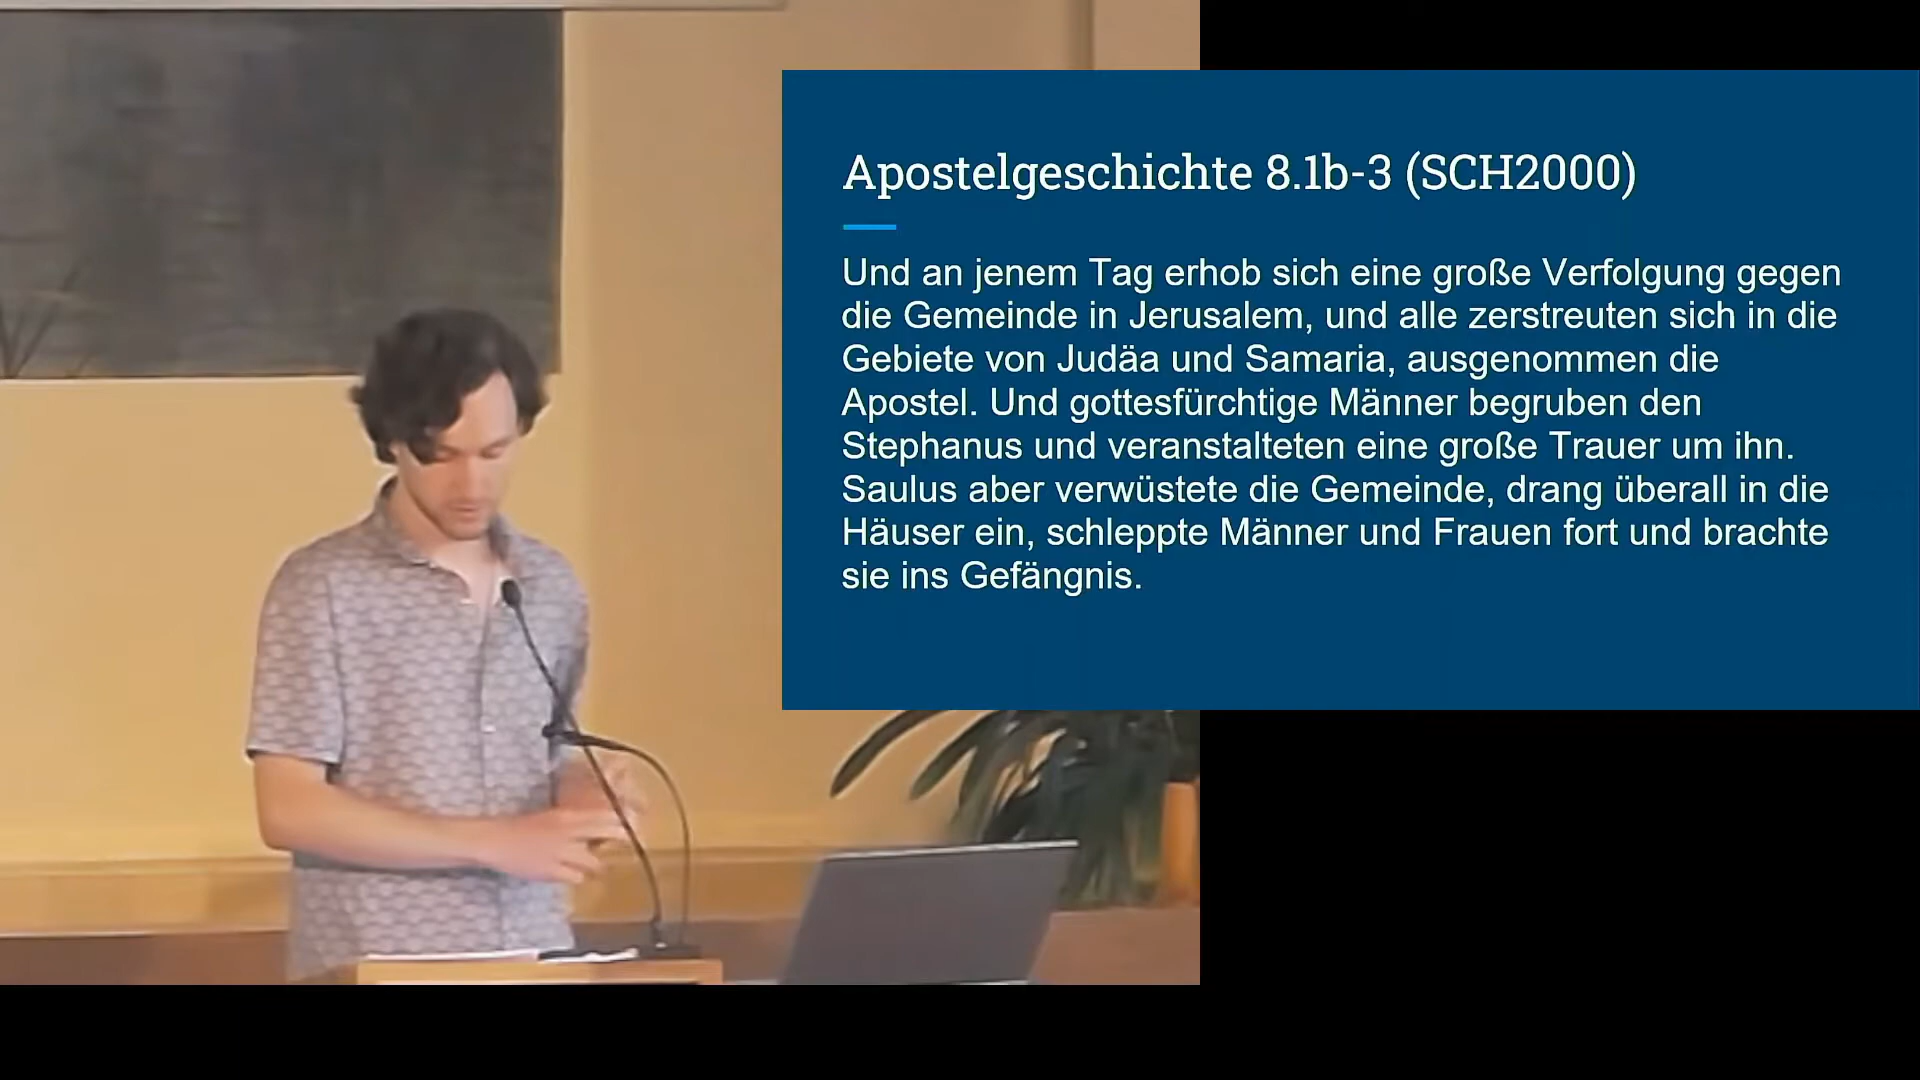 Apostelgeschichte 8.1b-3 (SCH2000)
Und an jenem Tag erhob sich eine große Verfolgung gegen
die Gemeinde in Jerusalem, und alle zerstreuten sich in die
Gebiete von Judäa und Samaria, ausgenommen die
Apostel. Und gottesfürchtige Männer begruben den
Stephanus und veranstalteten eine große Trauer um ihn.
Saulus aber verwüstete die Gemeinde, drang überall in die
Häuser ein, schleppte Männer und Frauen fort und brachte
sie ins Gefängnis.